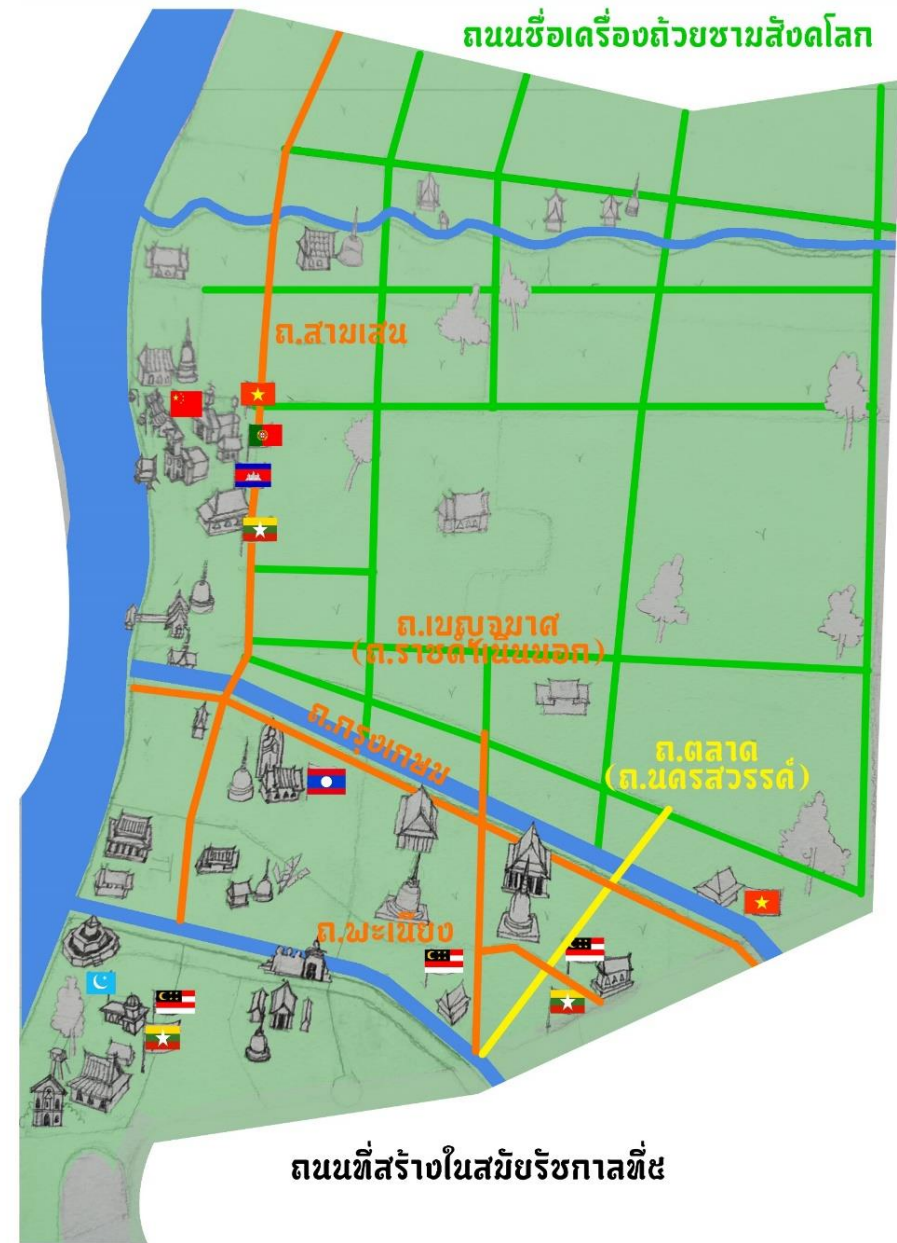 ถนนชื่อเครื่องถ้วยชามสังคโลก
ถ.สามเสน
ถ.เบญจมาศ
(ถ.ราชดำเนินนอก)
ถ.กรุงเกษม
ถ.ตลาด
(ถ.นครสวรรค์)
ถ.พะเนียง
ถนนที่สร้างในสมัยรัชกาลที่๕